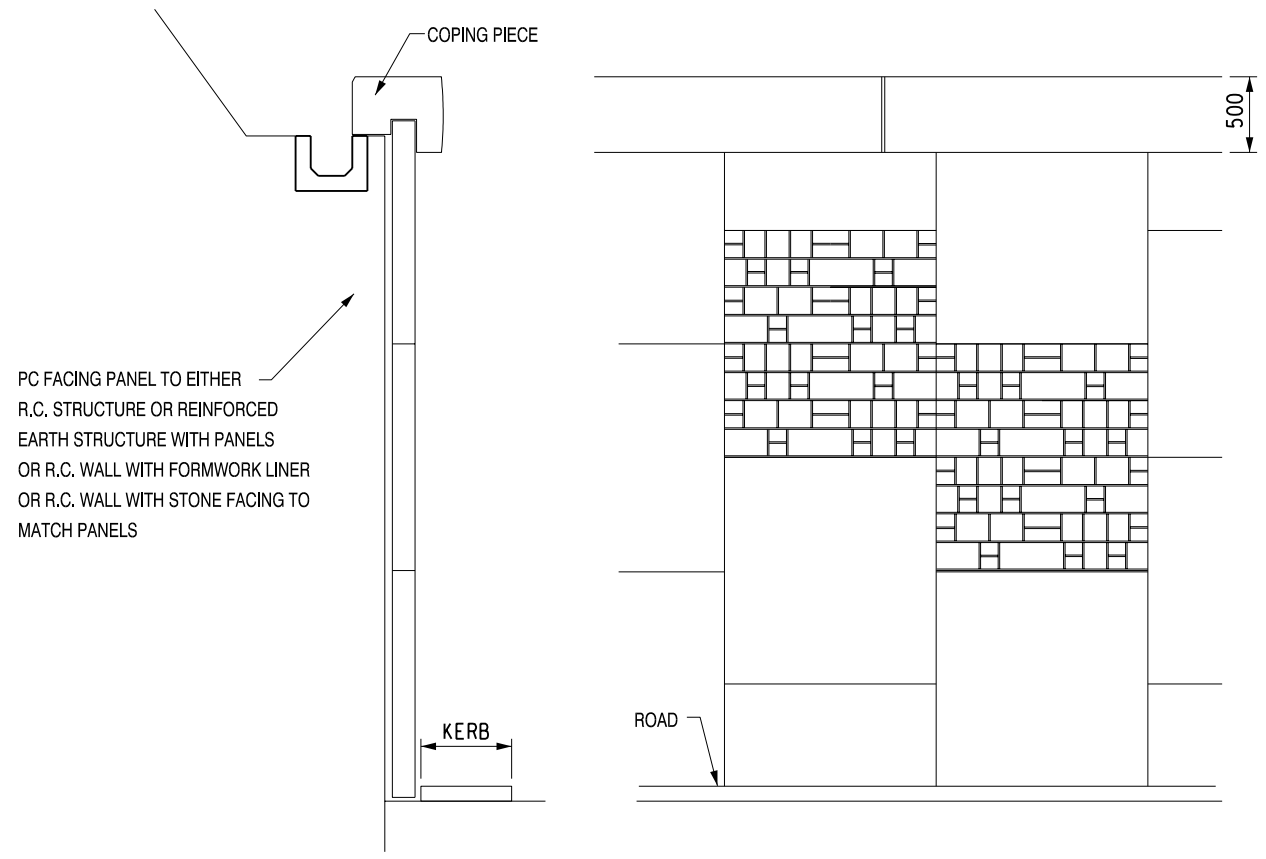 COPING PIECE
500
PC FACING PANEL TO EITHER
R.C. STRUCTURE OR REINFORCED
EARTH STRUCTURE WITH PANELS
OR R.C. WALL WITH FORMWORK LINER
OR R.C. WALL WITH STONE FACING TO
MATCH PANELS
KERB
ROAD